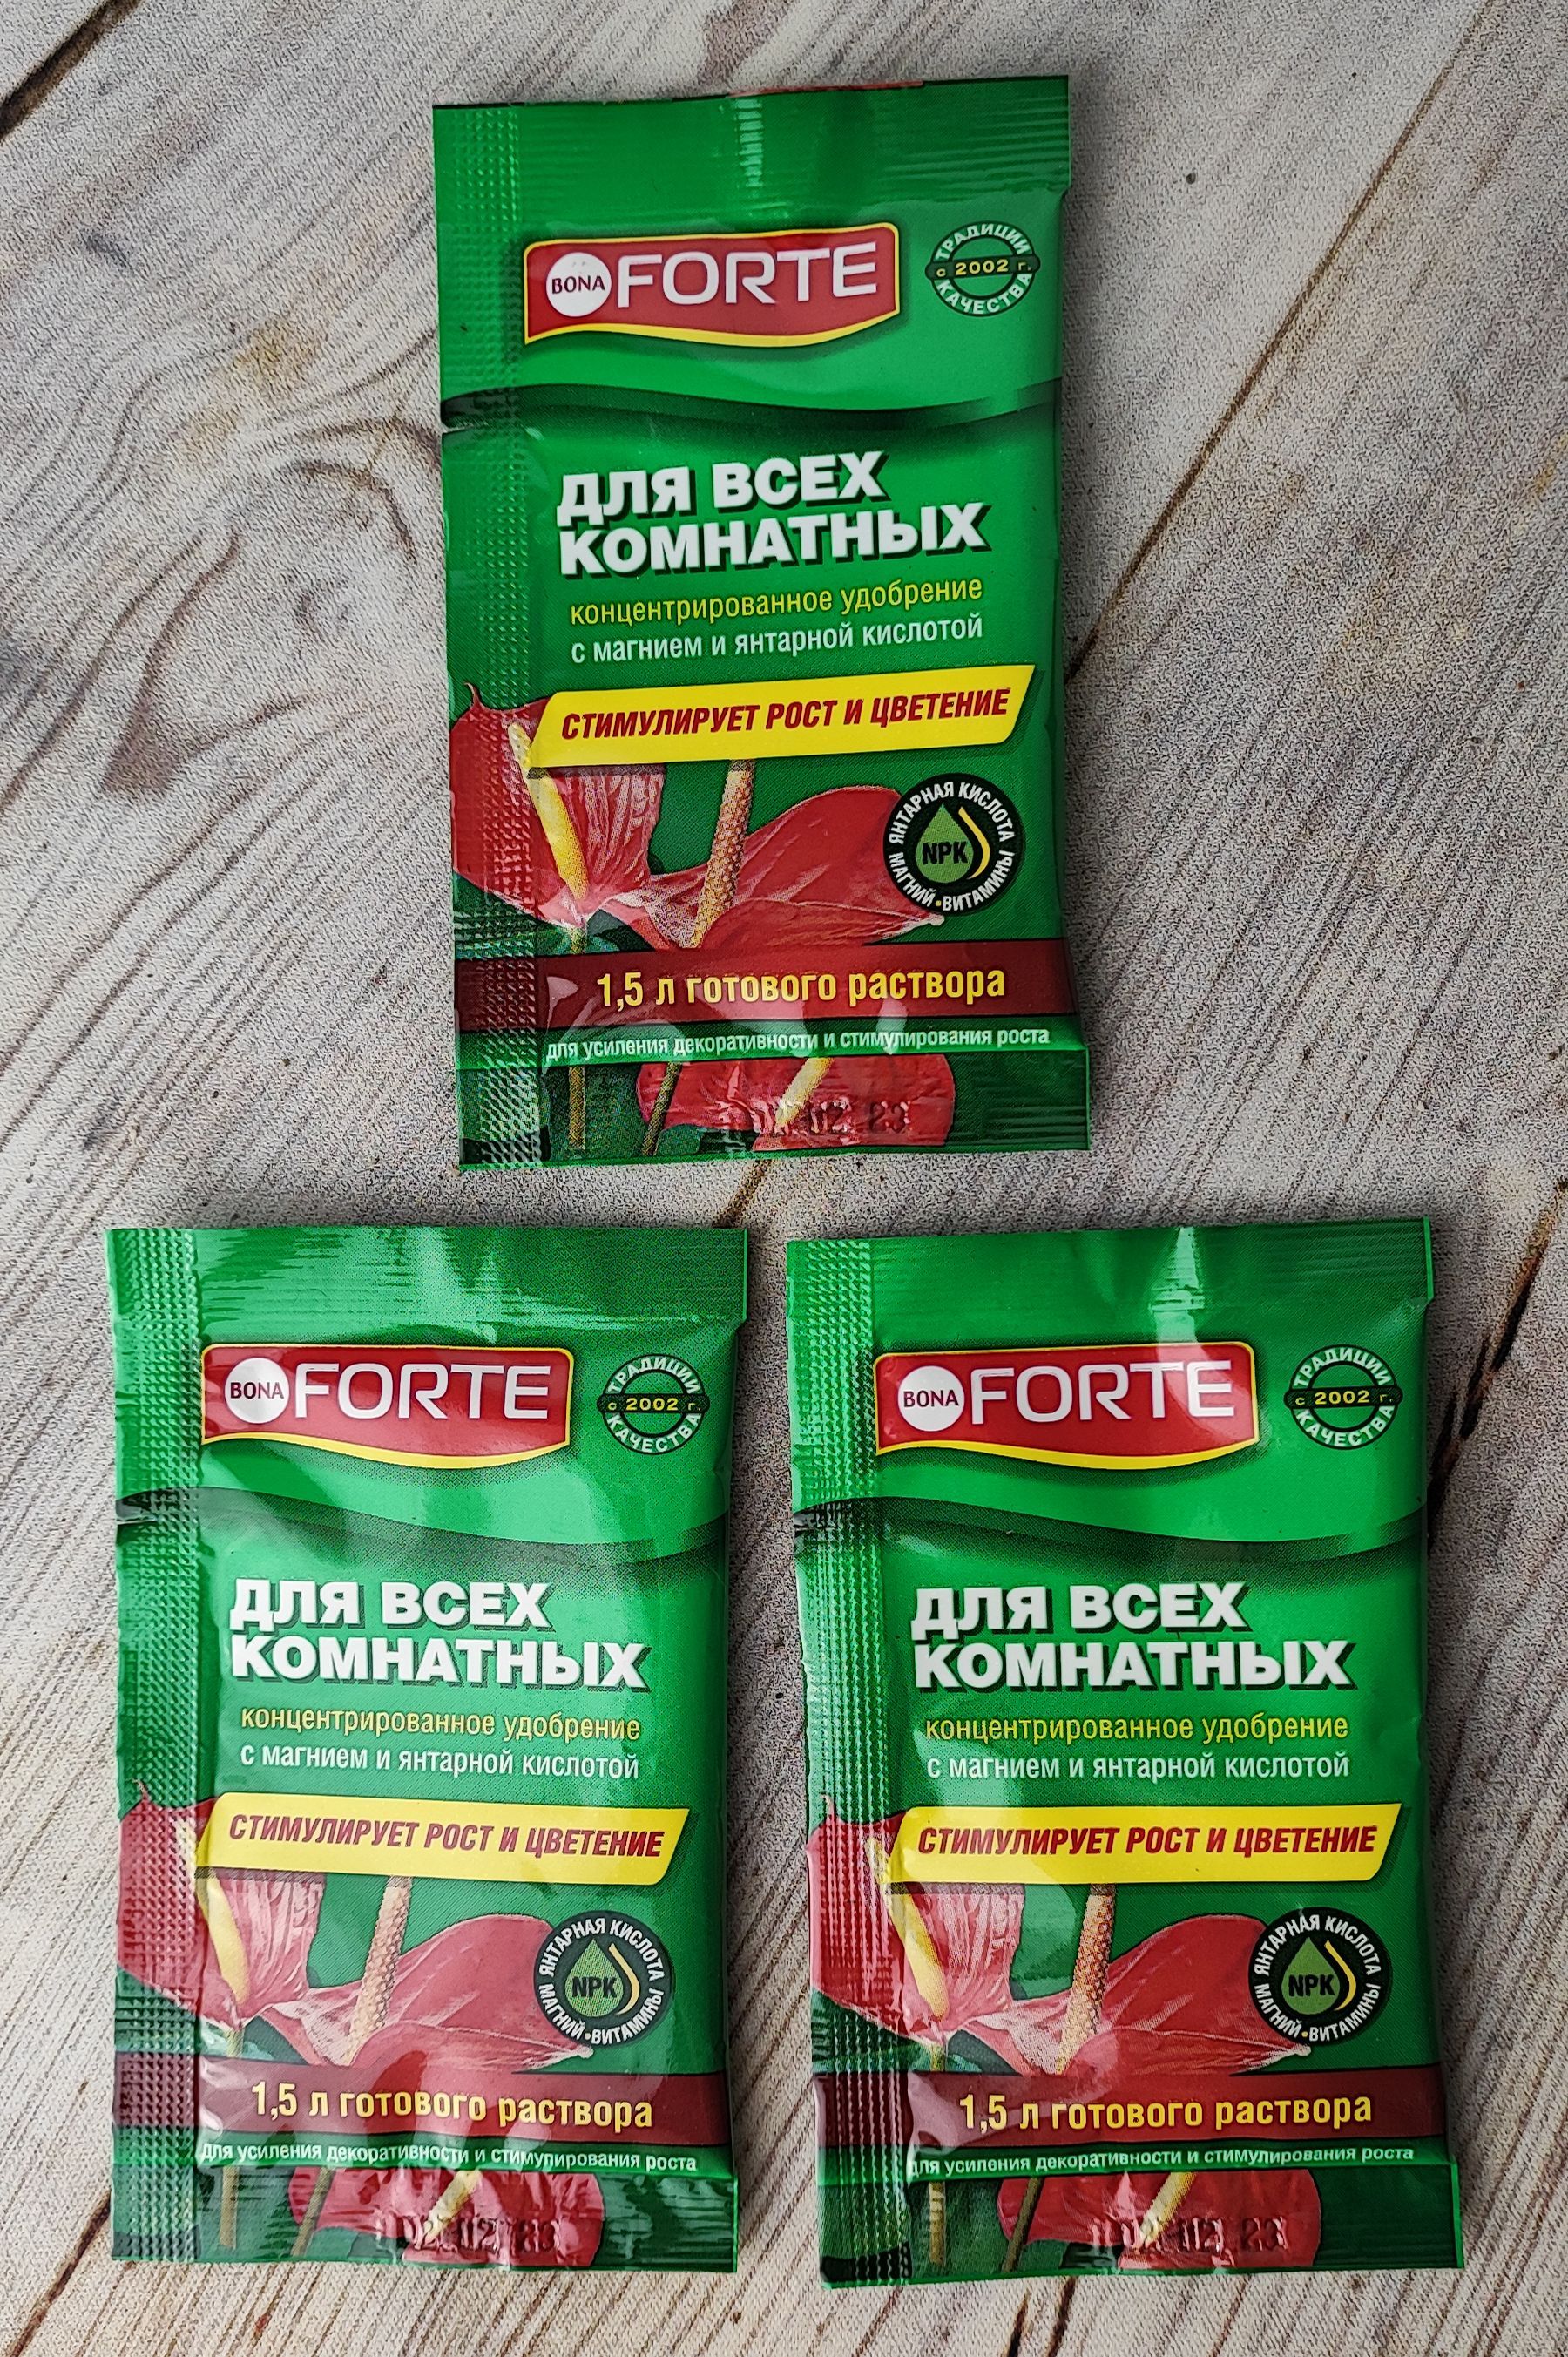 BONA FORTE
ТРАДИЦИИ
с 2002 г.
КАЧЕСТВА
ДЛЯ ВСЕХ
КОМНАТНЫХ
концентрированное удобрение
с магнием и янтарной кислотой
СТИМУЛИРУЕТ РОСТ И ЦВЕТЕНИЕ
ЯНТАРНАЯ КИСЛОТА
NPK
МАГНИЙ • ВИТАМИНЫ
1,5 л готового раствора
для усиления декоративности и стимулирования роста
BONA FORTE
ТРАДИЦИИ
с 2002 г.
КАЧЕСТВА
ДЛЯ ВСЕХ
КОМНАТНЫХ
концентрированное удобрение
с магнием и янтарной кислотой
СТИМУЛИРУЕТ РОСТ И ЦВЕТЕНИЕ
ЯНТАРНАЯ КИСЛОТА
NPK
МАГНИЙ • ВИТАМИНЫ
1,5 л готового раствора
для усиления декоративности и стимулирования роста
BONA FORTE
ТРАДИЦИИ
с 2002 г.
КАЧЕСТВА
ДЛЯ ВСЕХ
КОМНАТНЫХ
концентрированное удобрение
с магнием и янтарной кислотой
СТИМУЛИРУЕТ РОСТ И ЦВЕТЕНИЕ
ЯНТАРНАЯ КИСЛОТА
NPK
МАГНИЙ • ВИТАМИНЫ
1,5 л готового раствора
для усиления декоративности и стимулирования роста